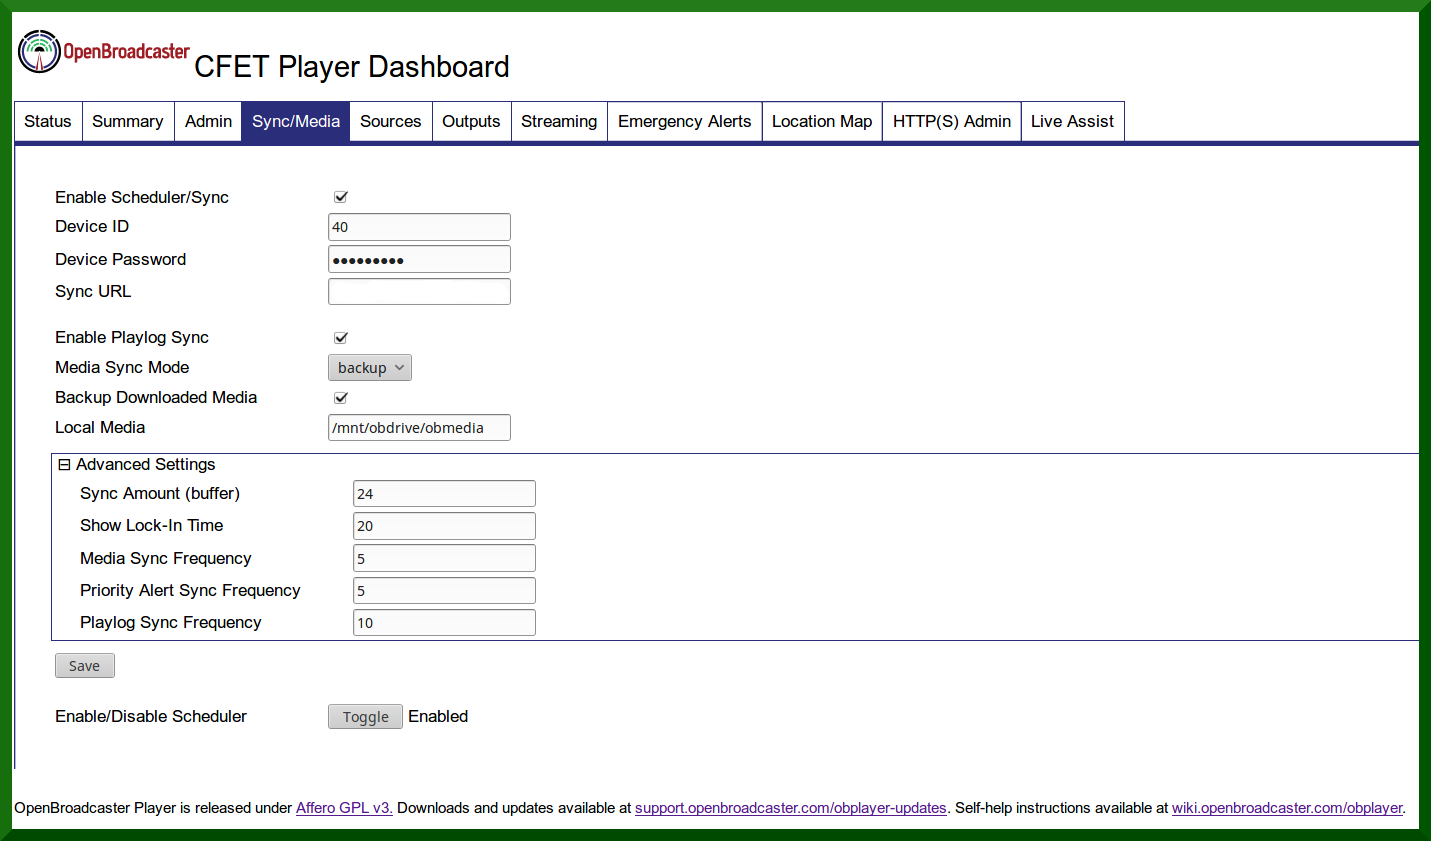 OpenBroadcaster CFET Player Dashboard
Status Summary Admin Sync/Media Sources Outputs Streaming Emergency Alerts Location Map HTTP(S) Admin Live Assist
Enable Scheduler/Sync
Device ID 40
Device Password •••••••••
Sync URL
Enable Playlog Sync
Media Sync Mode backup
Backup Downloaded Media
Local Media /mnt/obdrive/obmedia
Advanced Settings
Sync Amount (buffer) 24
Show Lock-In Time 20
Media Sync Frequency 5
Priority Alert Sync Frequency 5
Playlog Sync Frequency 10
Save
Enable/Disable Scheduler Toggle Enabled
OpenBroadcaster Player is released under Affero GPL v3. Downloads and updates available at support.openbroadcaster.com/obplayer-updates. Self-help instructions available at wiki.openbroadcaster.com/obplayer.